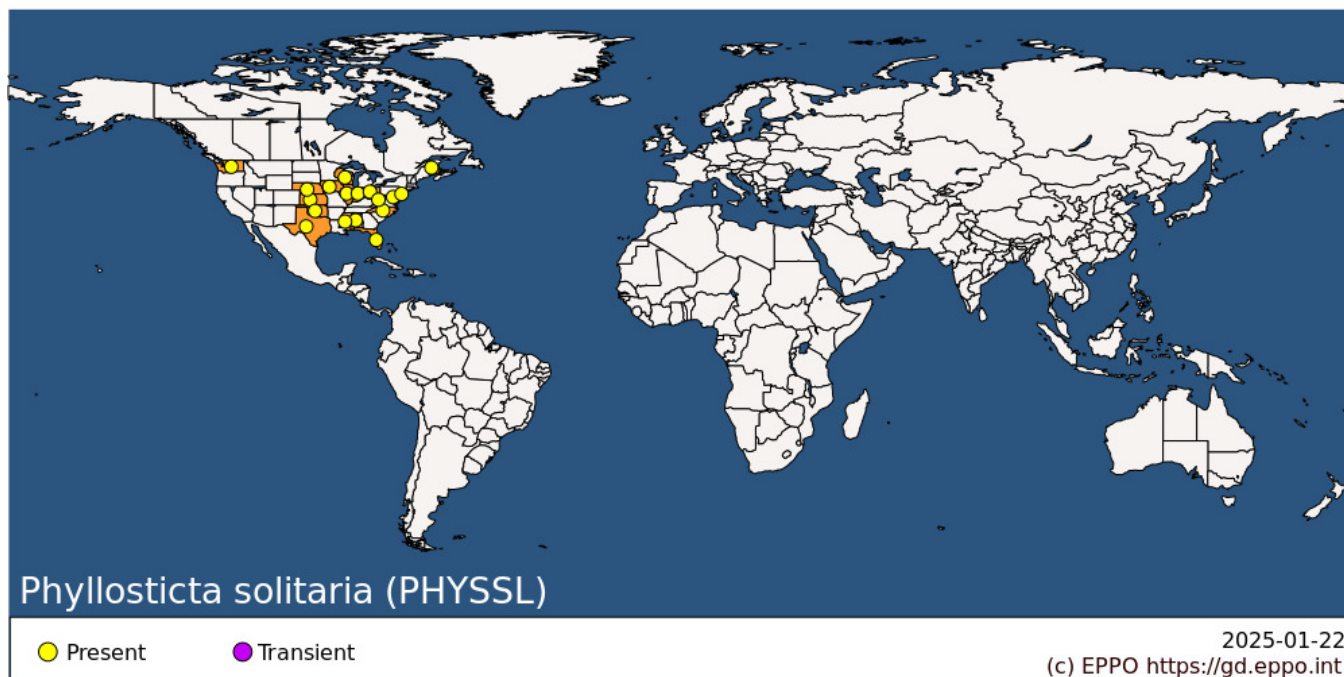 Phyllosticta solitaria (PHYSSL)
Present
Transient
2025-01-22
(c) EPPO https://gd.eppo.int